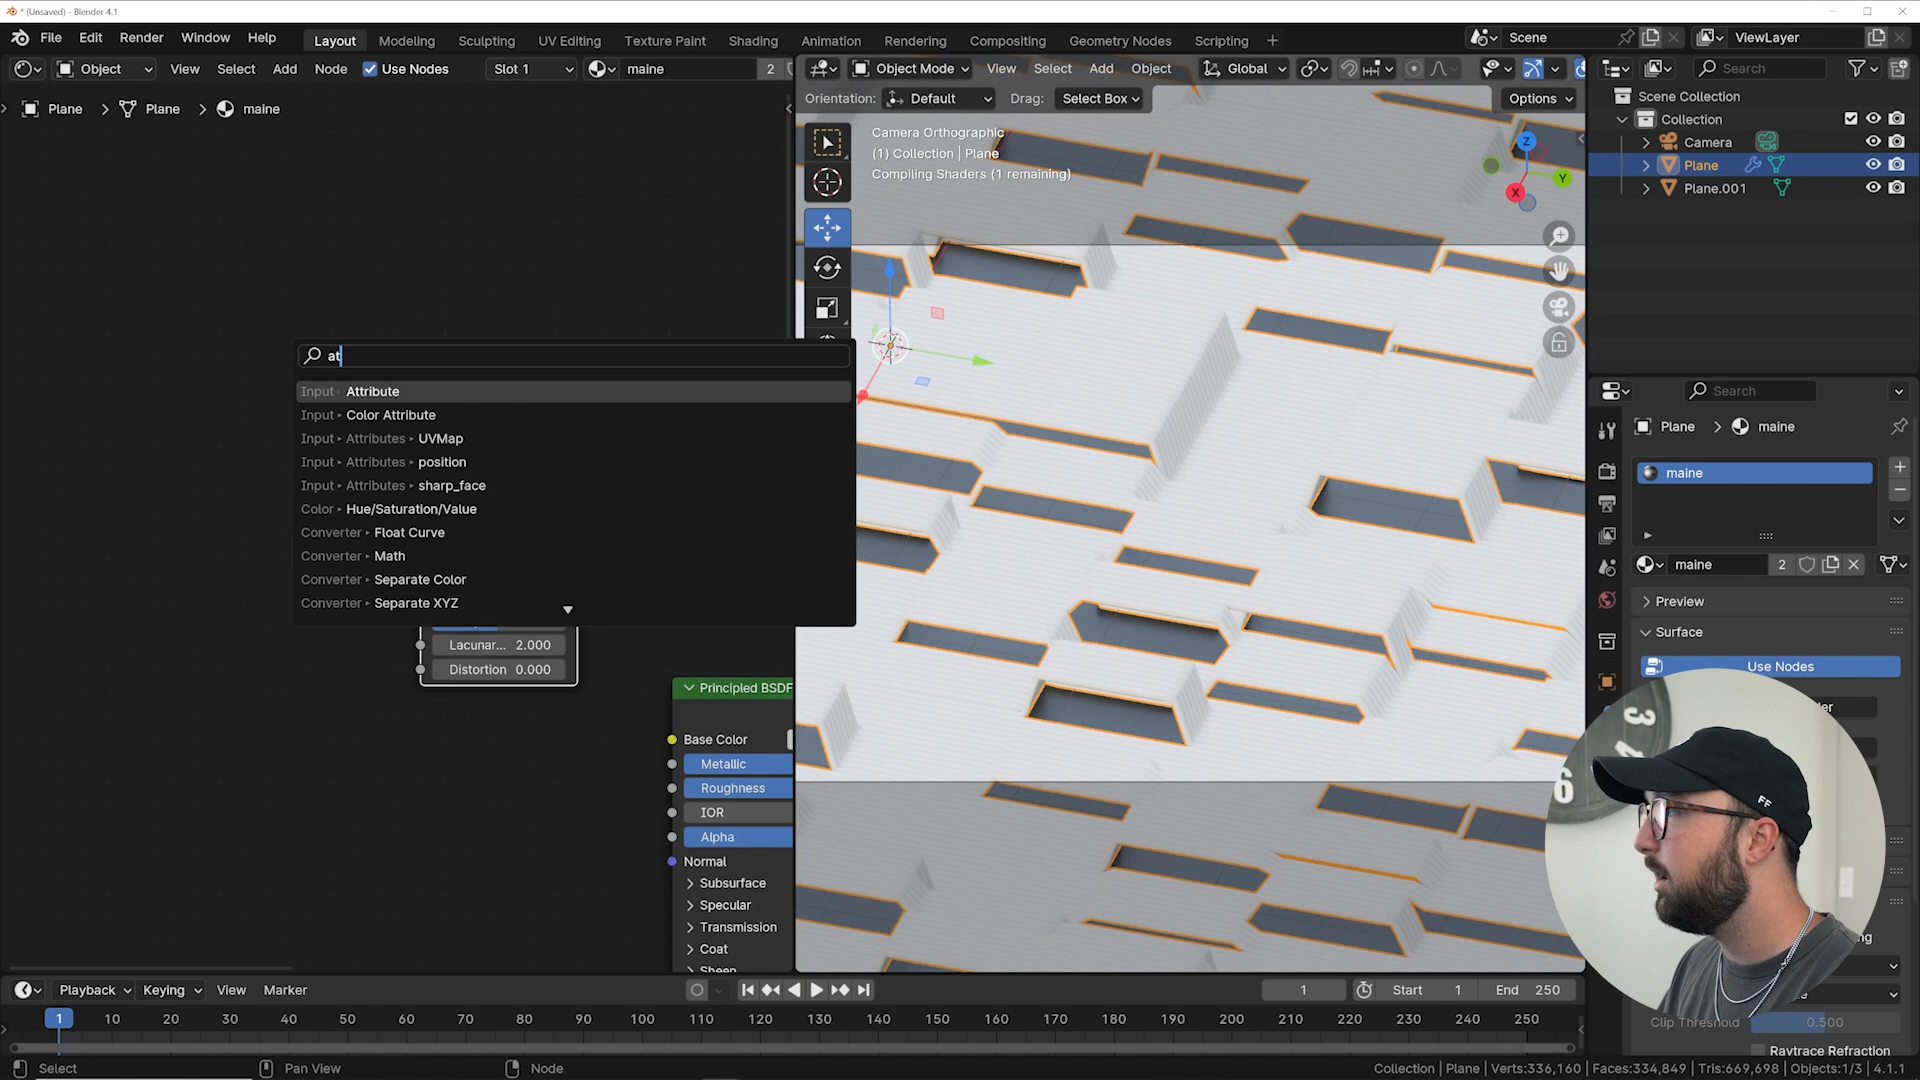 * (Unsaved) - Blender 4.1
File Edit Render Window Help
Layout Modeling Sculpting UV Editing Texture Paint Shading Animation Rendering Compositing Geometry Nodes Scripting +
Scene
ViewLayer
Object View Select Add Node Use Nodes Slot 1 maine 2
Object Mode View Select Add Object Global
Search
Plane > Plane > maine
Orientation: Default Drag: Select Box Options
Camera Orthographic
(1) Collection | Plane
Compiling Shaders (1 remaining)
Z
Y
X
Scene Collection
Collection
Camera
Plane
Plane.001
at
Input ▸ Attribute
Input ▸ Color Attribute
Input ▸ Attributes ▸ UVMap
Input ▸ Attributes ▸ position
Input ▸ Attributes ▸ sharp_face
Color ▸ Hue/Saturation/Value
Converter ▸ Float Curve
Converter ▸ Math
Converter ▸ Separate Color
Converter ▸ Separate XYZ
Lacunar... 2.000
Distortion 0.000
Principled BSDF
Base Color
Metallic
Roughness
IOR
Alpha
Normal
Subsurface
Specular
Transmission
Coat
Sheen
Search
Plane > maine
maine
maine 2
Preview
Surface
Use Nodes
3
6
FF
Clip Threshold 0.500
Raytrace Refraction
Playback Keying View Marker
1 Start 1 End 250
1 10 20 30 40 50 60 70 80 90 100 110 120 130 140 150 160 170 180 190 200 210 220 230 240 250
Select Pan View Node
Collection | Plane | Verts:336,160 | Faces:334,849 | Tris:669,698 | Objects:1/3 | 4.1.1